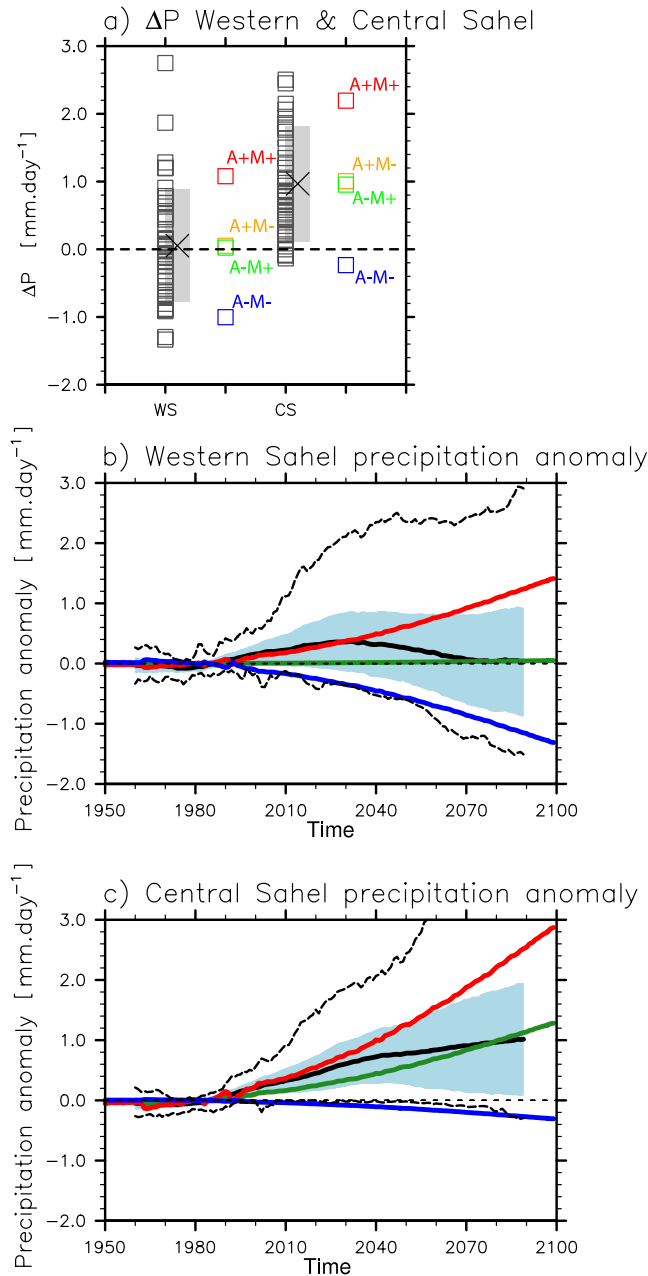 a) ΔP Western & Central Sahel
ΔP [mm.day⁻¹]
3.0
2.0
1.0
0.0
−1.0
−2.0
A+M+
A+M-
A-M+
A-M-
A+M+
A+M-
A-M+
A-M-
WS
CS
b) Western Sahel precipitation anomaly
Precipitation anomaly [mm.day⁻¹]
3.0
2.0
1.0
0.0
−1.0
−2.0
1950 1980 2010 2040 2070 2100
Time
c) Central Sahel precipitation anomaly
Precipitation anomaly [mm.day⁻¹]
3.0
2.0
1.0
0.0
−1.0
−2.0
1950 1980 2010 2040 2070 2100
Time